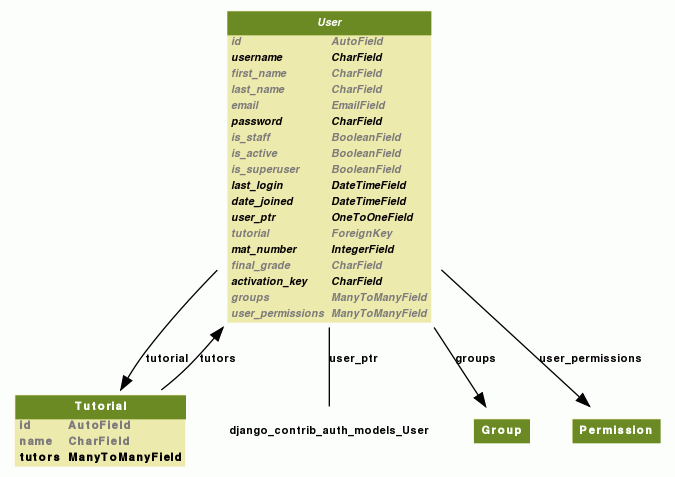 User
id AutoField
username CharField
first_name CharField
last_name CharField
email EmailField
password CharField
is_staff BooleanField
is_active BooleanField
is_superuser BooleanField
last_login DateTimeField
date_joined DateTimeField
user_ptr OneToOneField
tutorial ForeignKey
mat_number IntegerField
final_grade CharField
activation_key CharField
groups ManyToManyField
user_permissions ManyToManyField
tutorial tutors user_ptr groups user_permissions
Tutorial
id AutoField
name CharField
tutors ManyToManyField
django_contrib_auth_models_User
Group
Permission